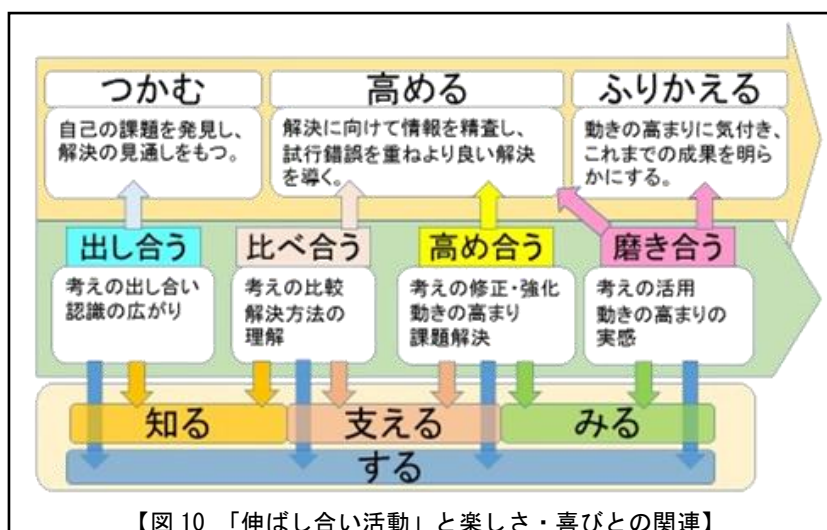 つかむ
自己の課題を発見し、
解決の見通しをもつ。
高める
解決に向けて情報を精査し、
試行錯誤を重ねより良い解決
を導く。
ふりかえる
動きの高まりに気付き、
これまでの成果を明ら
かにする。
出し合う
考えの出し合い
認識の広がり
比べ合う
考えの比較
解決方法の
理解
高め合う
考えの修正・強化
動きの高まり
課題解決
磨き合う
考えの活用
動きの高まりの
実感
知る
支える
みる
する
【図10 「伸ばし合い活動」と楽しさ・喜びとの関連】